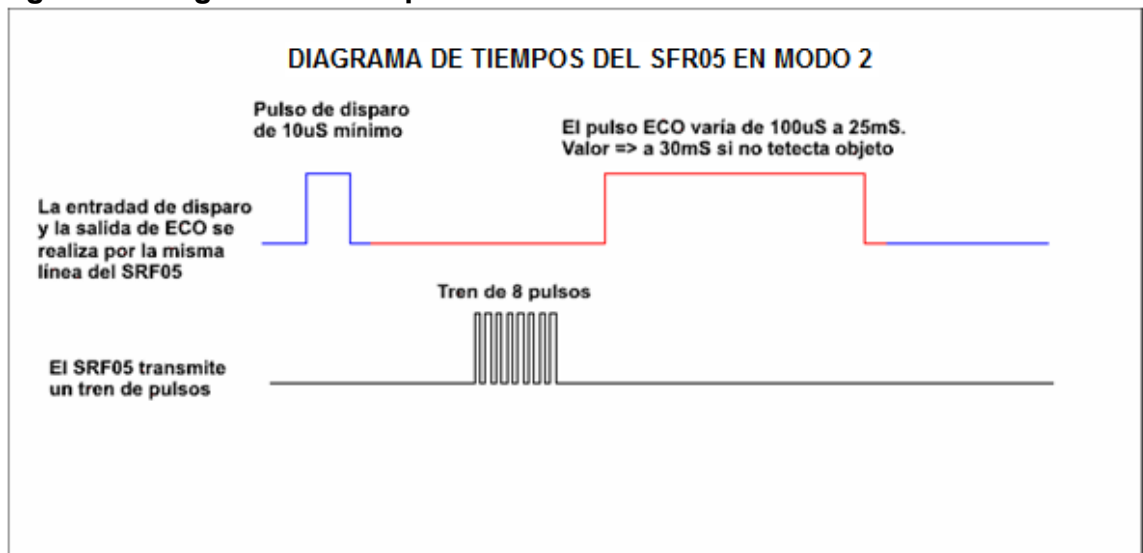 DIAGRAMA DE TIEMPOS DEL SFR05 EN MODO 2
Pulso de disparo
de 10uS mínimo
El pulso ECO varía de 100uS a 25mS.
Valor => a 30mS si no tetecta objeto
La entradad de disparo
y la salida de ECO se
realiza por la misma
línea del SRF05
Tren de 8 pulsos
El SRF05 transmite
un tren de pulsos